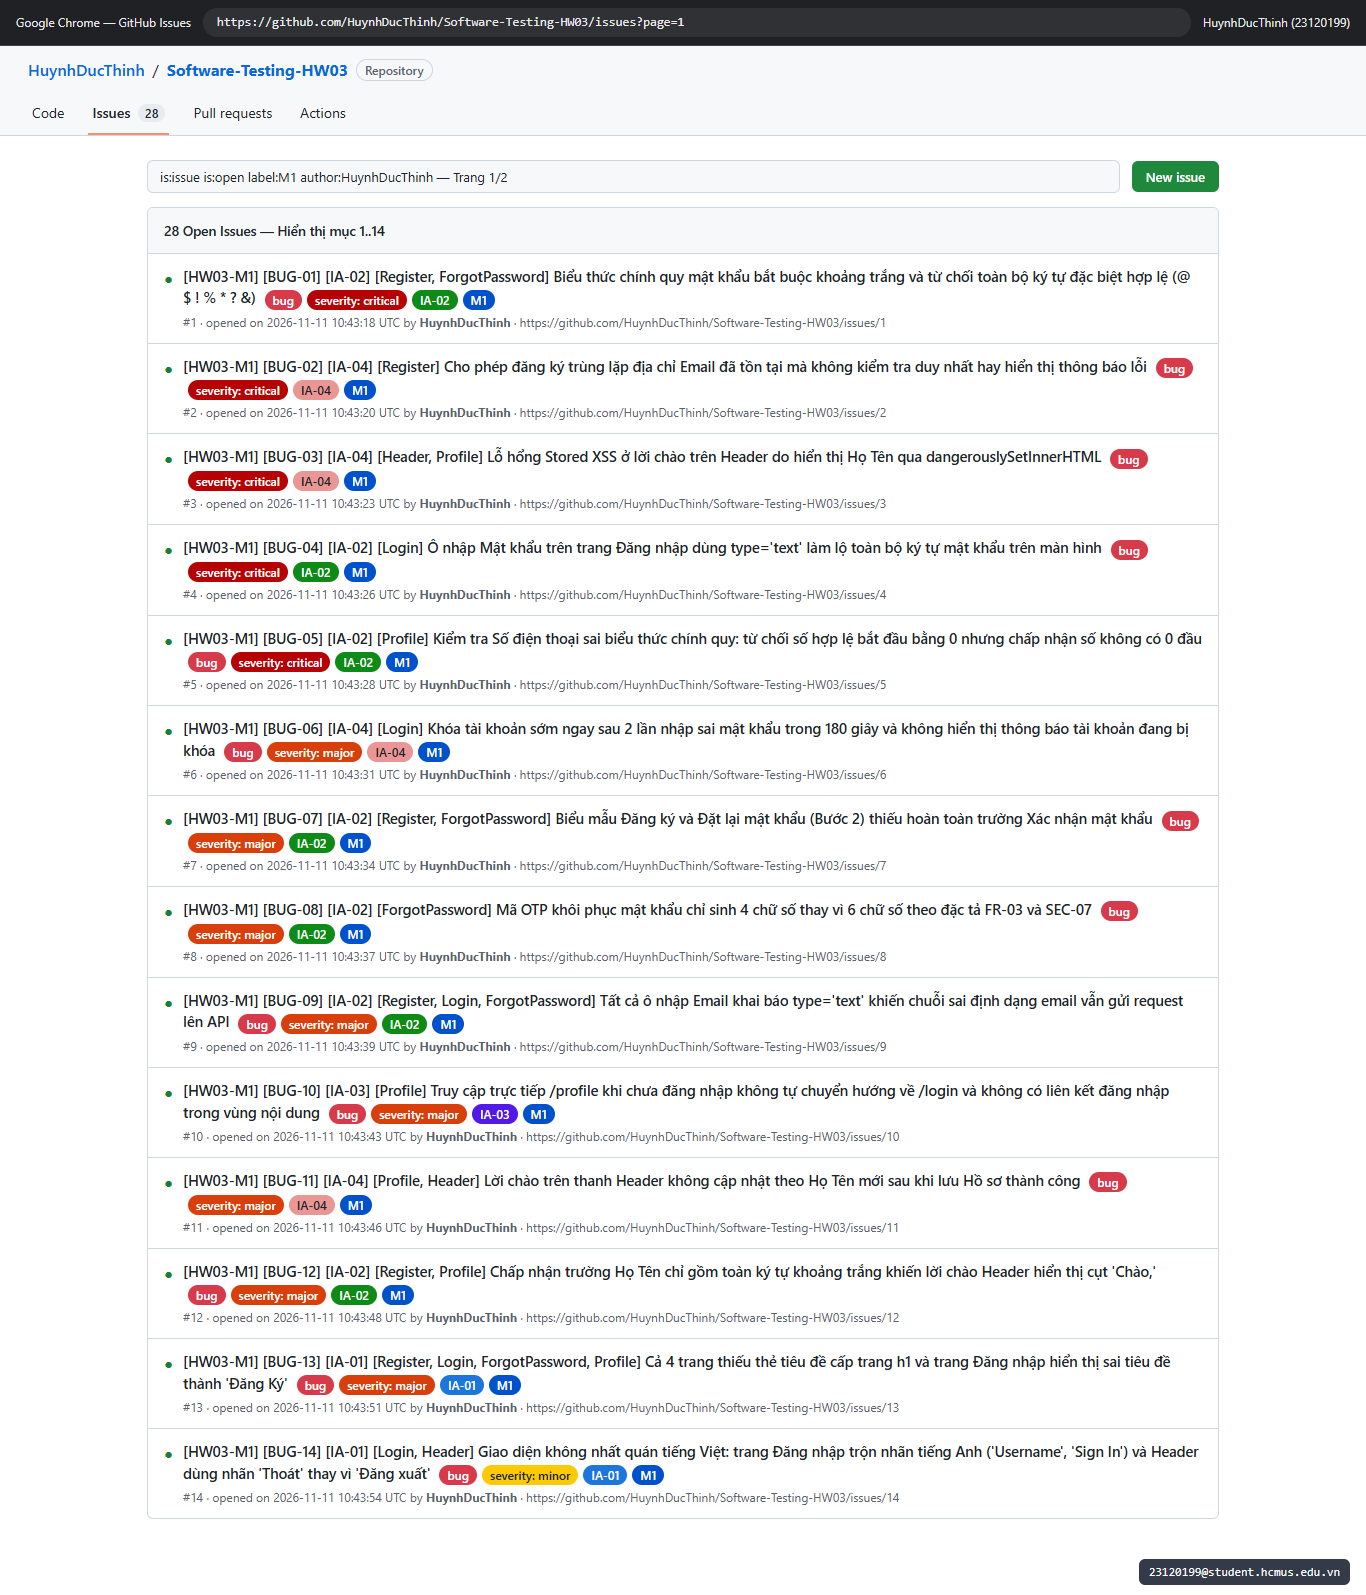 Google Chrome — GitHub Issues
https://github.com/HuynhDucThinh/Software-Testing-HW03/issues?page=1
HuynhDucThinh (23120199)
HuynhDucThinh / Software-Testing-HW03 Repository
Code Issues 28 Pull requests Actions
is:issue is:open label:M1 author:HuynhDucThinh — Trang 1/2
New issue
28 Open Issues — Hiển thị mục 1..14
[HW03-M1] [BUG-01] [IA-02] [Register, ForgotPassword] Biểu thức chính quy mật khẩu bắt buộc khoảng trắng và từ chối toàn bộ ký tự đặc biệt hợp lệ (@
$ ! % * ? &) bug severity: critical IA-02 M1
#1 · opened on 2026-11-11 10:43:18 UTC by HuynhDucThinh · https://github.com/HuynhDucThinh/Software-Testing-HW03/issues/1
[HW03-M1] [BUG-02] [IA-04] [Register] Cho phép đăng ký trùng lặp địa chỉ Email đã tồn tại mà không kiểm tra duy nhất hay hiển thị thông báo lỗi bug
severity: critical IA-04 M1
#2 · opened on 2026-11-11 10:43:20 UTC by HuynhDucThinh · https://github.com/HuynhDucThinh/Software-Testing-HW03/issues/2
[HW03-M1] [BUG-03] [IA-04] [Header, Profile] Lỗ hổng Stored XSS ở lời chào trên Header do hiển thị Họ Tên qua dangerouslySetInnerHTML bug
severity: critical IA-04 M1
#3 · opened on 2026-11-11 10:43:23 UTC by HuynhDucThinh · https://github.com/HuynhDucThinh/Software-Testing-HW03/issues/3
[HW03-M1] [BUG-04] [IA-02] [Login] Ô nhập Mật khẩu trên trang Đăng nhập dùng type='text' làm lộ toàn bộ ký tự mật khẩu trên màn hình bug
severity: critical IA-02 M1
#4 · opened on 2026-11-11 10:43:26 UTC by HuynhDucThinh · https://github.com/HuynhDucThinh/Software-Testing-HW03/issues/4
[HW03-M1] [BUG-05] [IA-02] [Profile] Kiểm tra Số điện thoại sai biểu thức chính quy: từ chối số hợp lệ bắt đầu bằng 0 nhưng chấp nhận số không có 0 đầu
bug severity: critical IA-02 M1
#5 · opened on 2026-11-11 10:43:28 UTC by HuynhDucThinh · https://github.com/HuynhDucThinh/Software-Testing-HW03/issues/5
[HW03-M1] [BUG-06] [IA-04] [Login] Khóa tài khoản sớm ngay sau 2 lần nhập sai mật khẩu trong 180 giây và không hiển thị thông báo tài khoản đang bị
khóa bug severity: major IA-04 M1
#6 · opened on 2026-11-11 10:43:31 UTC by HuynhDucThinh · https://github.com/HuynhDucThinh/Software-Testing-HW03/issues/6
[HW03-M1] [BUG-07] [IA-02] [Register, ForgotPassword] Biểu mẫu Đăng ký và Đặt lại mật khẩu (Bước 2) thiếu hoàn toàn trường Xác nhận mật khẩu bug
severity: major IA-02 M1
#7 · opened on 2026-11-11 10:43:34 UTC by HuynhDucThinh · https://github.com/HuynhDucThinh/Software-Testing-HW03/issues/7
[HW03-M1] [BUG-08] [IA-02] [ForgotPassword] Mã OTP khôi phục mật khẩu chỉ sinh 4 chữ số thay vì 6 chữ số theo đặc tả FR-03 và SEC-07 bug
severity: major IA-02 M1
#8 · opened on 2026-11-11 10:43:37 UTC by HuynhDucThinh · https://github.com/HuynhDucThinh/Software-Testing-HW03/issues/8
[HW03-M1] [BUG-09] [IA-02] [Register, Login, ForgotPassword] Tất cả ô nhập Email khai báo type='text' khiến chuỗi sai định dạng email vẫn gửi request
lên API bug severity: major IA-02 M1
#9 · opened on 2026-11-11 10:43:39 UTC by HuynhDucThinh · https://github.com/HuynhDucThinh/Software-Testing-HW03/issues/9
[HW03-M1] [BUG-10] [IA-03] [Profile] Truy cập trực tiếp /profile khi chưa đăng nhập không tự chuyển hướng về /login và không có liên kết đăng nhập
trong vùng nội dung bug severity: major IA-03 M1
#10 · opened on 2026-11-11 10:43:43 UTC by HuynhDucThinh · https://github.com/HuynhDucThinh/Software-Testing-HW03/issues/10
[HW03-M1] [BUG-11] [IA-04] [Profile, Header] Lời chào trên thanh Header không cập nhật theo Họ Tên mới sau khi lưu Hồ sơ thành công bug
severity: major IA-04 M1
#11 · opened on 2026-11-11 10:43:46 UTC by HuynhDucThinh · https://github.com/HuynhDucThinh/Software-Testing-HW03/issues/11
[HW03-M1] [BUG-12] [IA-02] [Register, Profile] Chấp nhận trường Họ Tên chỉ gồm toàn ký tự khoảng trắng khiến lời chào Header hiển thị cụt 'Chào,'
bug severity: major IA-02 M1
#12 · opened on 2026-11-11 10:43:48 UTC by HuynhDucThinh · https://github.com/HuynhDucThinh/Software-Testing-HW03/issues/12
[HW03-M1] [BUG-13] [IA-01] [Register, Login, ForgotPassword, Profile] Cả 4 trang thiếu thẻ tiêu đề cấp trang h1 và trang Đăng nhập hiển thị sai tiêu đề
thành 'Đăng Ký' bug severity: major IA-01 M1
#13 · opened on 2026-11-11 10:43:51 UTC by HuynhDucThinh · https://github.com/HuynhDucThinh/Software-Testing-HW03/issues/13
[HW03-M1] [BUG-14] [IA-01] [Login, Header] Giao diện không nhất quán tiếng Việt: trang Đăng nhập trộn nhãn tiếng Anh ('Username', 'Sign In') và Header
dùng nhãn 'Thoát' thay vì 'Đăng xuất' bug severity: minor IA-01 M1
#14 · opened on 2026-11-11 10:43:54 UTC by HuynhDucThinh · https://github.com/HuynhDucThinh/Software-Testing-HW03/issues/14
23120199@student.hcmus.edu.vn